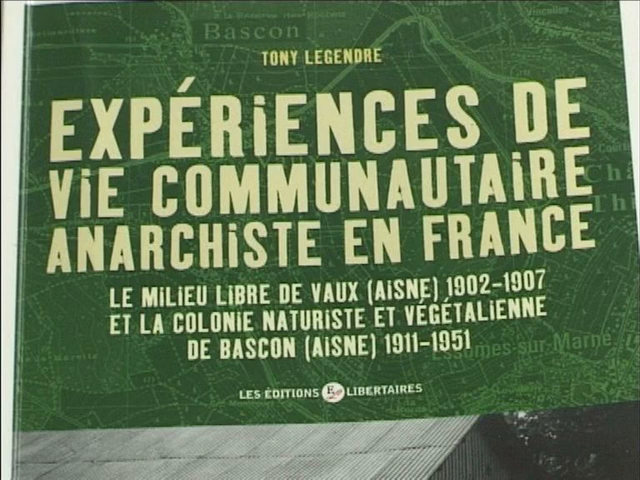 Bascon
TONY LEGENDRE
EXPÉRiENCES DE
ViE COMMUNAUTAiRE
ANARCHiSTE EN FRANCE
LE MiLiEU LiBRE DE VAUX (AiSNE) 1902-1907
ET LA COLONiE NATURiSTE ET VÉGÉTALiENNE
DE BASCON (AiSNE) 1911-1951
Essomes-sur-Marne
LES ÉDiTiONS LiBERTAiRES